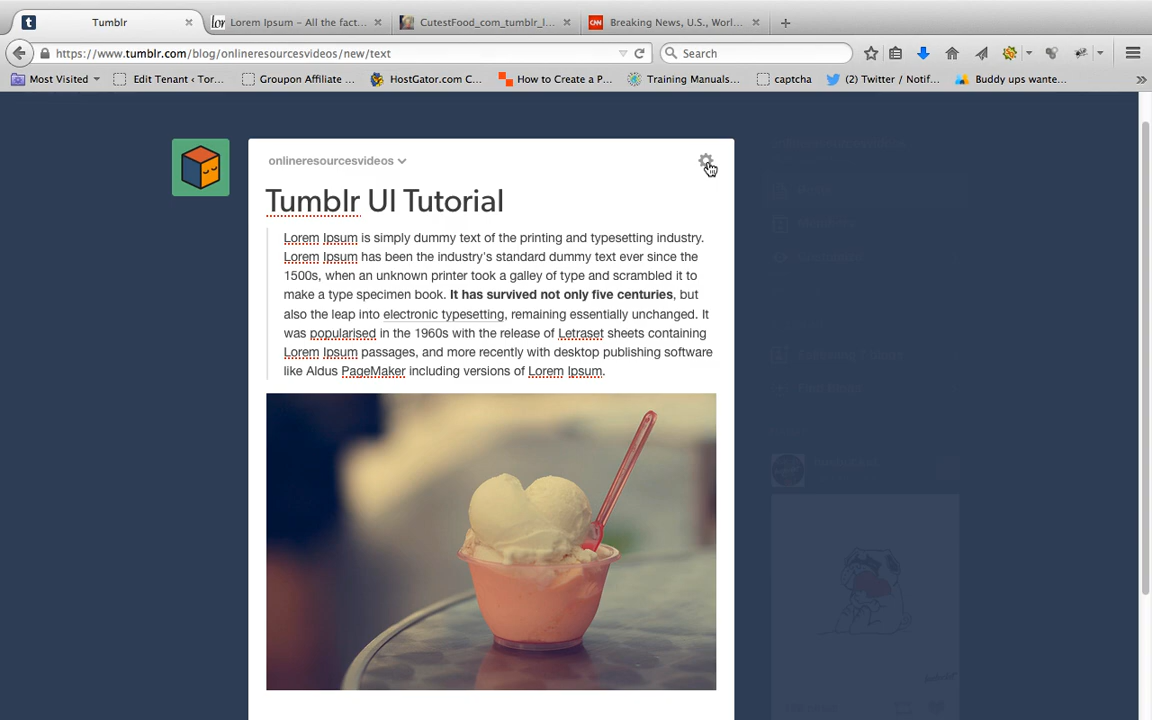 Tumblr
Lorem Ipsum – All the fact...
CutestFood_com_tumblr_l...
CNN
Breaking News, U.S., Worl...
https://www.tumblr.com/blog/onlineresourcesvideos/new/text
Search
Most Visited
Edit Tenant ‹ Tor...
Groupon Affiliate ...
HostGator.com C...
How to Create a P...
Training Manuals...
captcha
(2) Twitter / Notif...
Buddy ups wante...
onlineresourcesvideos
Tumblr UI Tutorial
Lorem Ipsum is simply dummy text of the printing and typesetting industry.
Lorem Ipsum has been the industry's standard dummy text ever since the
1500s, when an unknown printer took a galley of type and scrambled it to
make a type specimen book. It has survived not only five centuries, but
also the leap into electronic typesetting, remaining essentially unchanged. It
was popularised in the 1960s with the release of Letraset sheets containing
Lorem Ipsum passages, and more recently with desktop publishing software
like Aldus PageMaker including versions of Lorem Ipsum.